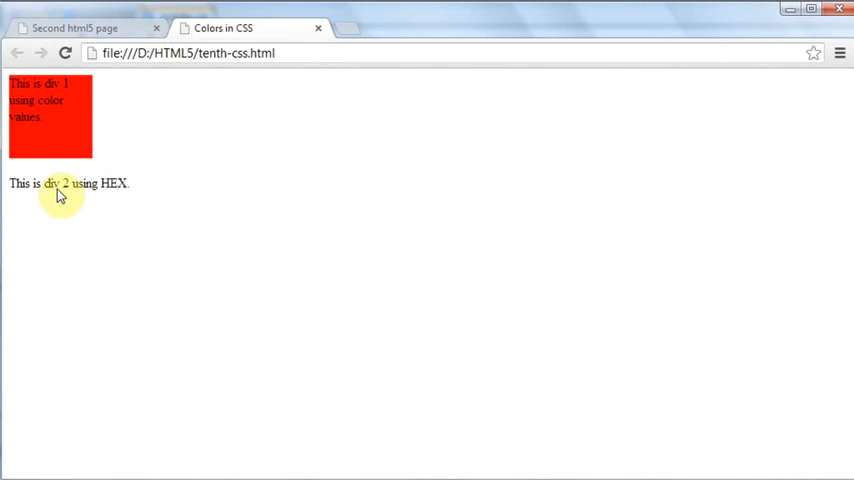 Second html5 page
Colors in CSS
file:///D:/HTML5/tenth-css.html
This is div 1
using color
values.
This is div 2 using HEX.